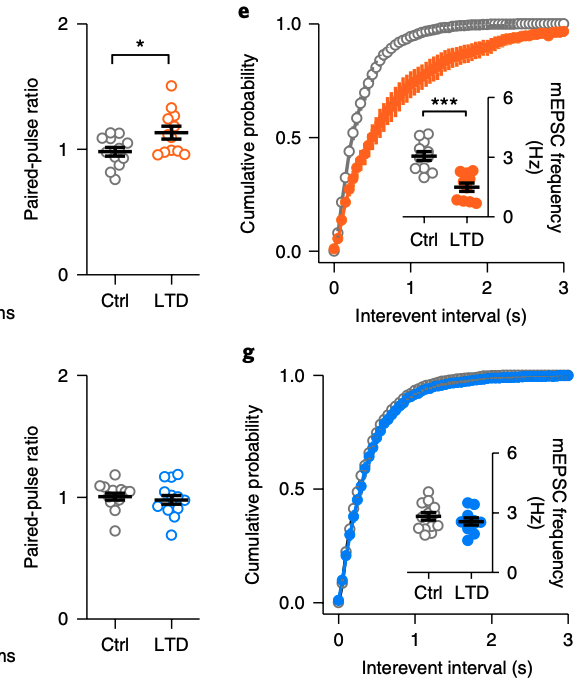 2
1
0
Paired-pulse ratio
*
Ctrl
LTD
ms
e
1.0
0.5
0.0
Cumulative probability
0
1
2
3
Interevent interval (s)
***
6
3
0
mEPSC frequency
(Hz)
Ctrl
LTD
2
1
0
Paired-pulse ratio
Ctrl
LTD
ms
g
1.0
0.5
0.0
Cumulative probability
0
1
2
3
Interevent interval (s)
6
3
0
mEPSC frequency
(Hz)
Ctrl
LTD